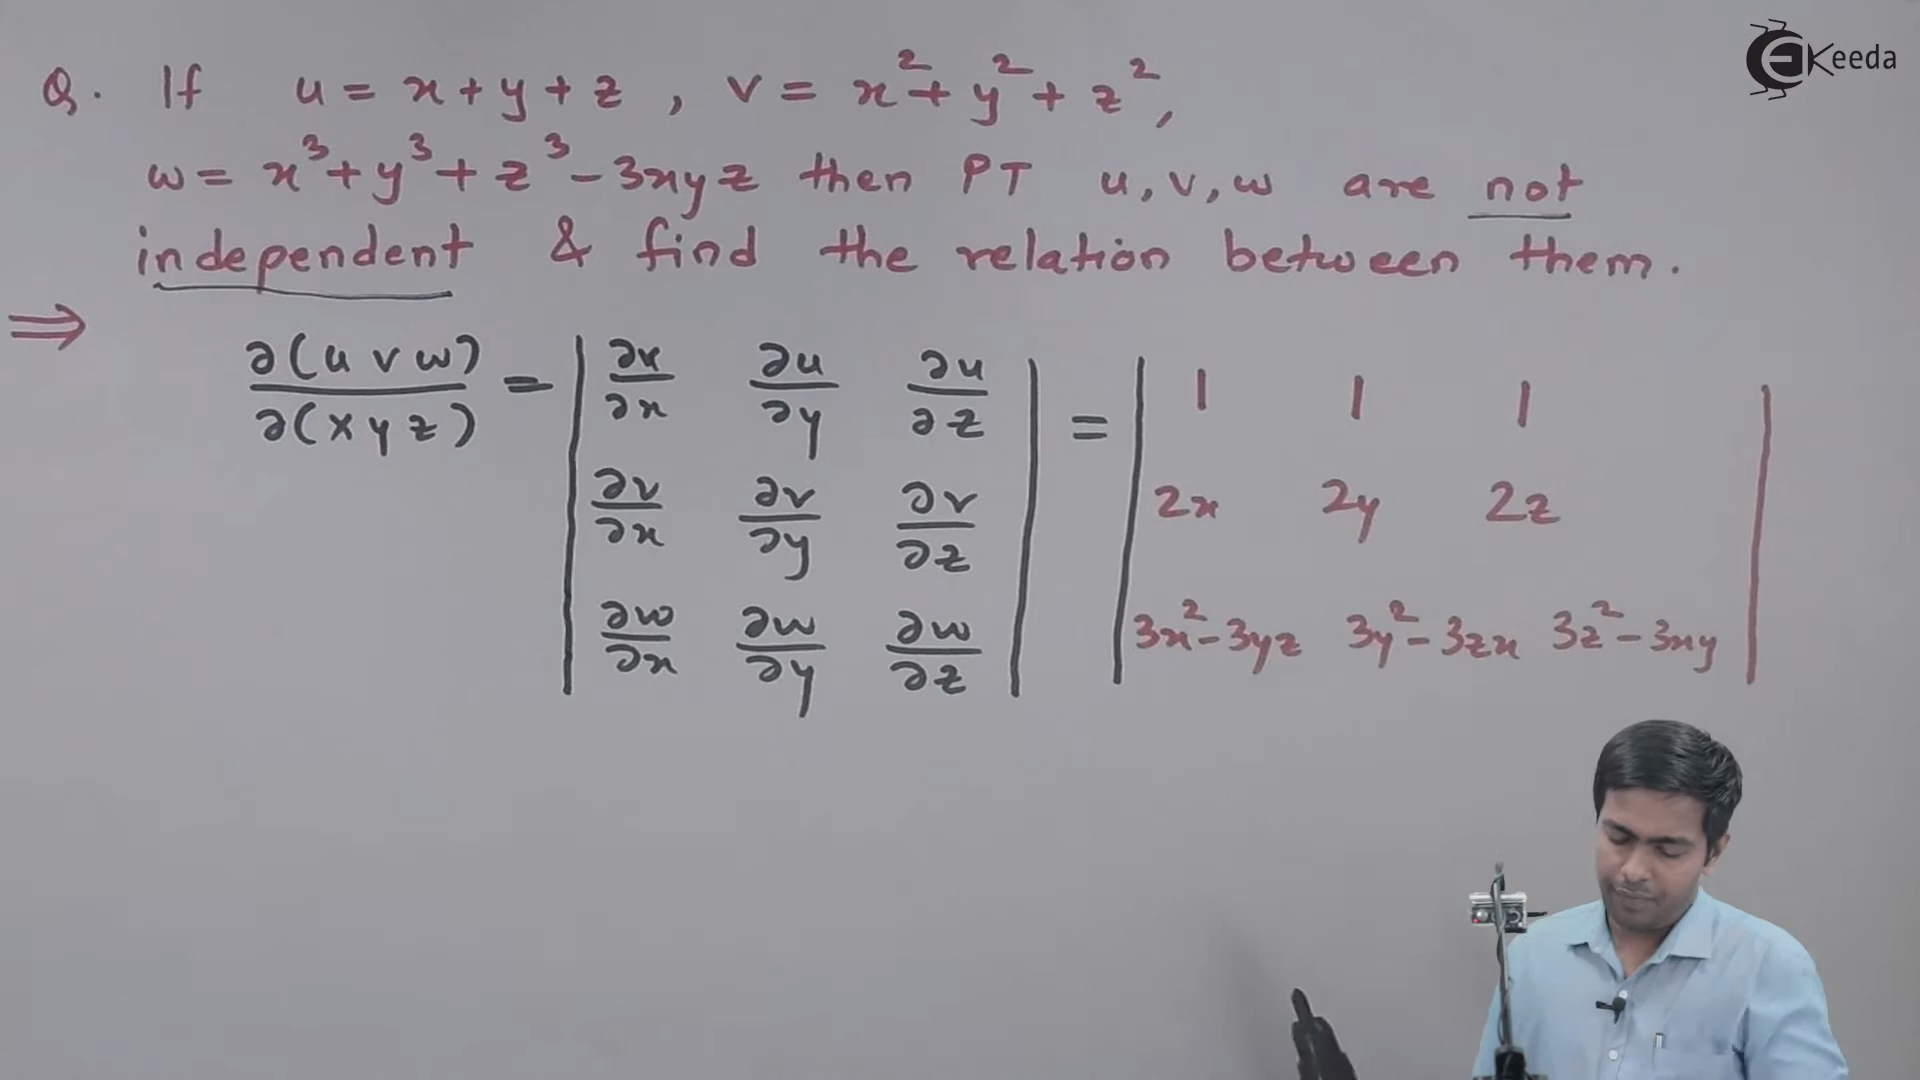 EKeeda
Q. If u = x + y + z , v = x² + y² + z² ,
w = x³ + y³ + z³ - 3xyz then PT u, v, w are not
independent & find the relation between them.
⇒
∂(u v w) / ∂(x y z) = | ∂u/∂x ∂u/∂y ∂u/∂z | = | 1 1 1 |
| ∂v/∂x ∂v/∂y ∂v/∂z | | 2x 2y 2z |
| ∂w/∂x ∂w/∂y ∂w/∂z | | 3x² - 3yz 3y² - 3zx 3z² - 3xy |